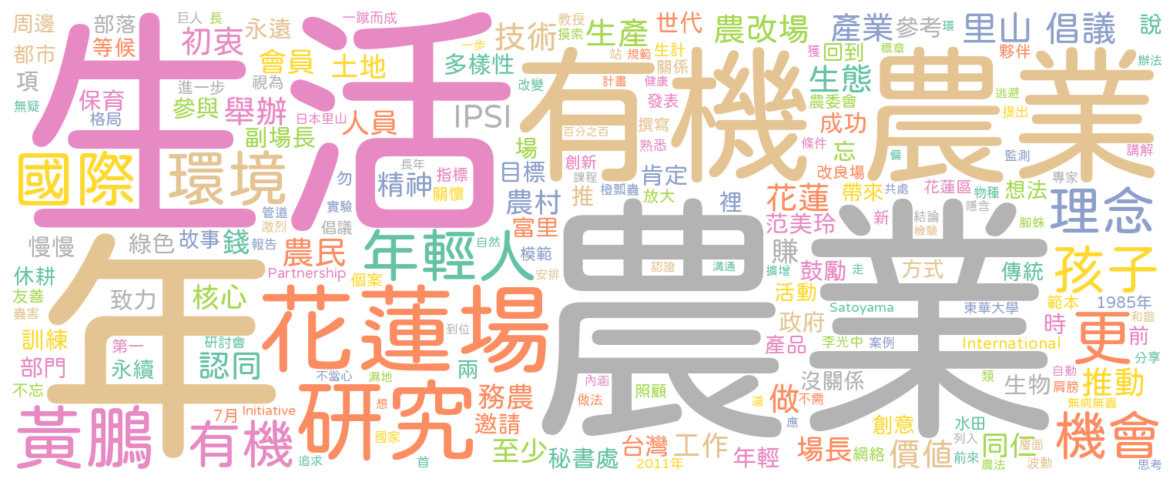 周邊
部落
巨人
長
一蹴而成
教授
摸索
生產
世代
農改場
產業
參考
環
里山
倡議
說
都市
等候
初衷
永遠
技術
站
規範
生計
獲
標章
回到
夥伴
辦法
項
會員
土地
多樣性
一步
關係
生態
視為
進一步
改變
計畫
健康
逃避
無疑
保育
參與
舉辦
生活
IPSI
有機農業
發表
農委會
提出
格局
日本里山
人員
百分之百
撰寫
成功
副場長
場
熟悉
條件
忘
偏
監測
講解
國際
環境
長年
指標
精神
關懷
勿
目標
創新
課程
肯定
改良場
專家
橙瓢蟲
放大
花蓮
帶來
共處
花蓮區
物種
想法
隱含
理念
管道
激烈
實驗
倡議
農村
推
裡
范美玲
新
結論
檢驗
腳蛛
慢慢
綠色
故事
錢
報告
農民
年輕人
自然
富里
模範
農業
賺
休耕
Partnership
個案
安排
認證
溝通
擴增
鼓勵
走
方式
傳統
孩子
友善
蟲害
致力
核心
年
花蓮場
活動
Satoyama
東華大學
範本
1985年
訓練
政府
時
前
和諧
部門
第一
永續
研討會
認同
到位
兩
產品
李光中
案例
International
更
分享
不忘
不當心
濕地
研究
務農
內涵
做法
照顧
道
做
不需
沒關係
類
生物
自動
肩膀
推動
無病無蟲
黃鵬
7月
Initiative
有機
想
國家
邀請
應
創意
水田
列入
層面
機會
追求
首
至少
秘書處
台灣
2011年
工作
年輕
場長
網絡
價值
前來
農法
同仁
波動
思考